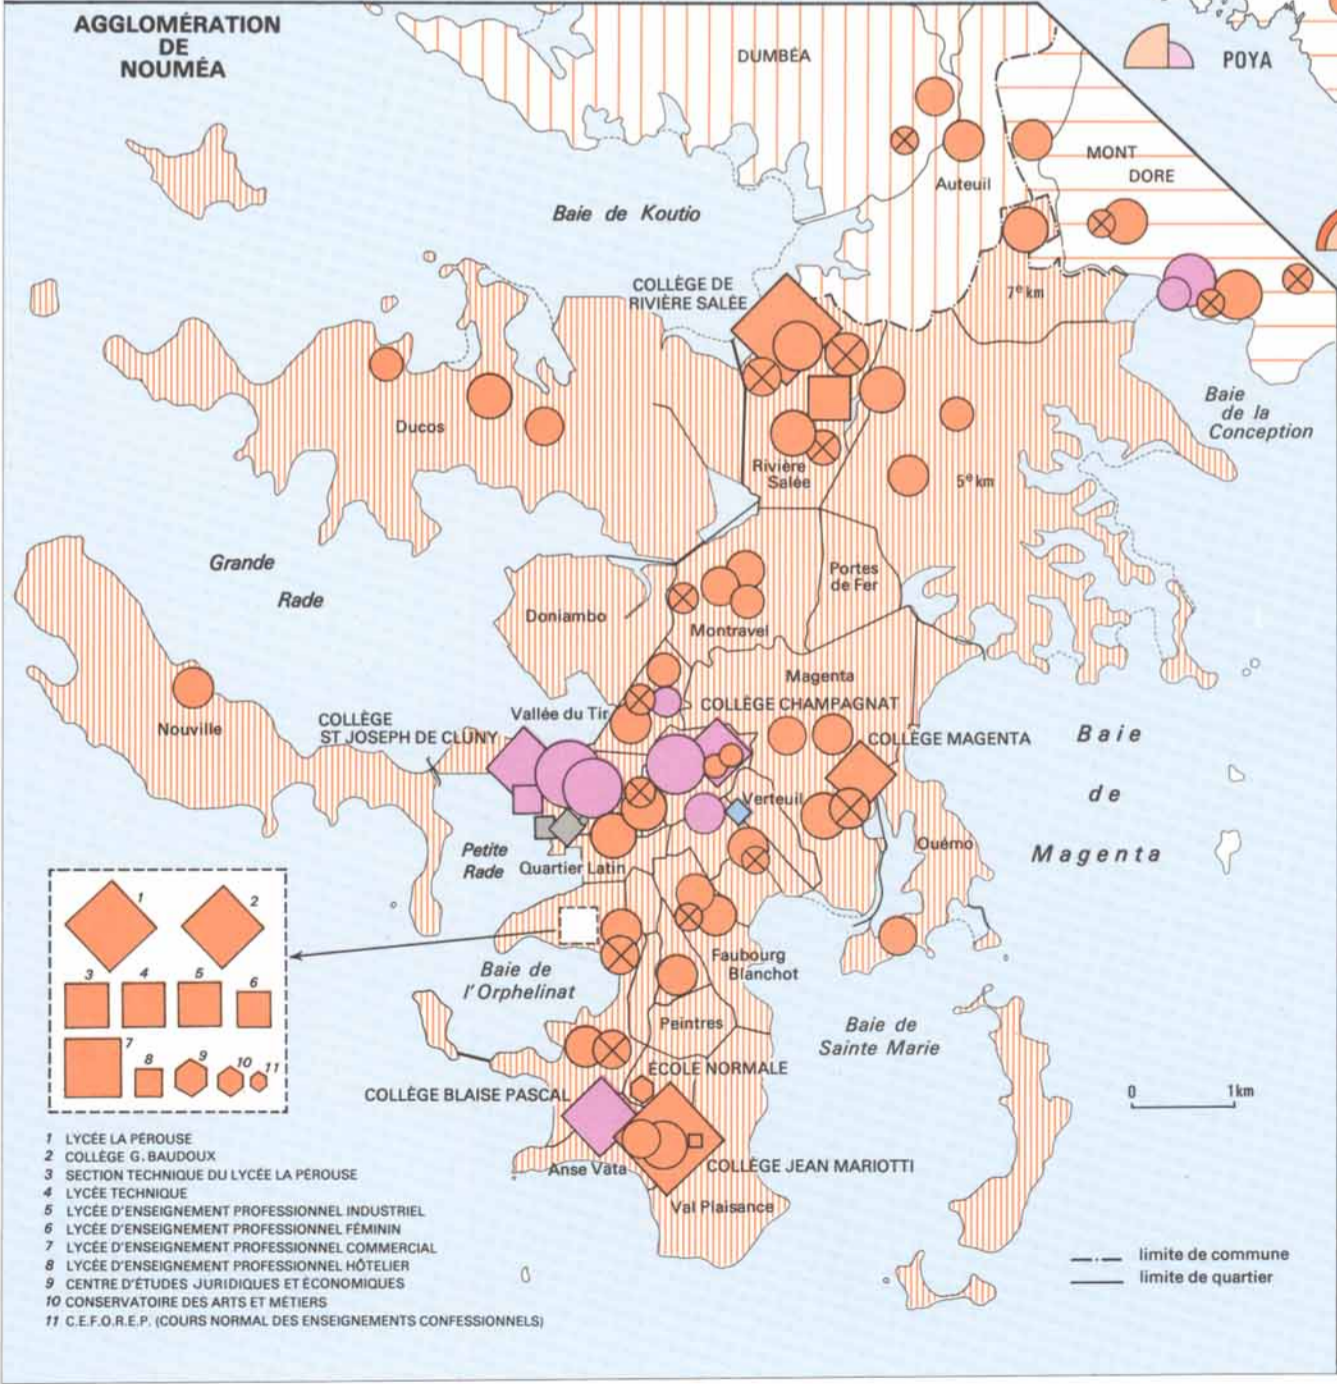 AGGLOMÉRATION
DE
NOUMÉA
DUMBÉA
POYA
MONT
DORE
Auteuil
Baie de Koutio
COLLÈGE DE
RIVIÈRE SALÉE
7e km
Baie
de la
Conception
Ducos
Rivière
Salée
5e km
Grande
Rade
Portes
de Fer
Doniambo
Montravel
Magenta
Nouville
COLLÈGE
ST JOSEPH DE CLUNY
Vallée du Tir
COLLÈGE CHAMPAGNAT
COLLÈGE MAGENTA
Baie
de
Magenta
Verteuil
Ouémo
Petite
Rade
Quartier Latin
1
2
3
4
5
6
7
8
9
10
11
Faubourg
Blanchot
Baie de
l'Orphelinat
Peintres
Baie de
Sainte Marie
ECOLE NORMALE
COLLÈGE BLAISE PASCAL
0 1km
Anse Vata
COLLÈGE JEAN MARIOTTI
Val Plaisance
1 LYCÉE LA PÉROUSE
2 COLLÈGE G. BAUDOUX
3 SECTION TECHNIQUE DU LYCÉE LA PÉROUSE
4 LYCÉE TECHNIQUE
5 LYCÉE D'ENSEIGNEMENT PROFESSIONNEL INDUSTRIEL
6 LYCÉE D'ENSEIGNEMENT PROFESSIONNEL FÉMININ
7 LYCÉE D'ENSEIGNEMENT PROFESSIONNEL COMMERCIAL
8 LYCÉE D'ENSEIGNEMENT PROFESSIONNEL HÔTELIER
9 CENTRE D'ÉTUDES JURIDIQUES ET ÉCONOMIQUES
10 CONSERVATOIRE DES ARTS ET MÉTIERS
11 C.E.F.O.R.E.P. (COURS NORMAL DES ENSEIGNEMENTS CONFESSIONNELS)
limite de commune
limite de quartier